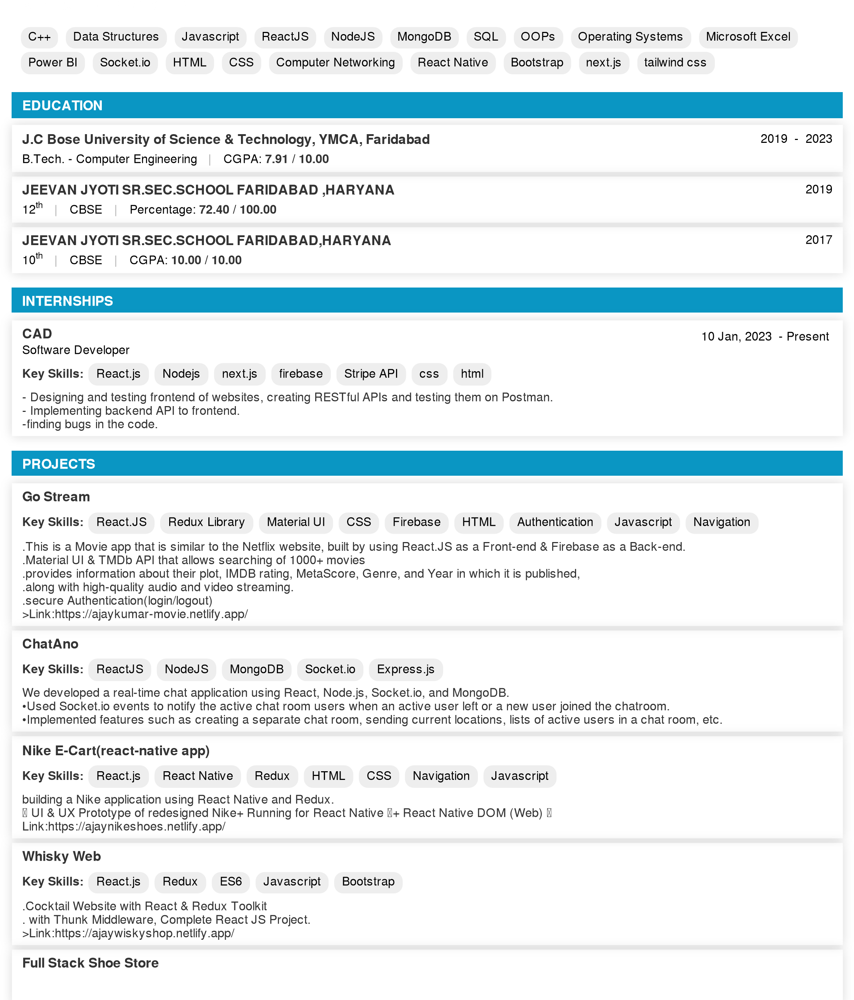 C++ Data Structures Javascript ReactJS NodeJS MongoDB SQL OOPs Operating Systems Microsoft Excel
Power BI Socket.io HTML CSS Computer Networking React Native Bootstrap next.js tailwind css
EDUCATION
J.C Bose University of Science & Technology, YMCA, Faridabad 2019 - 2023
B.Tech. - Computer Engineering | CGPA: 7.91 / 10.00
JEEVAN JYOTI SR.SEC.SCHOOL FARIDABAD ,HARYANA 2019
12th | CBSE | Percentage: 72.40 / 100.00
JEEVAN JYOTI SR.SEC.SCHOOL FARIDABAD,HARYANA 2017
10th | CBSE | CGPA: 10.00 / 10.00
INTERNSHIPS
CAD 10 Jan, 2023 - Present
Software Developer
Key Skills: React.js Nodejs next.js firebase Stripe API css html
- Designing and testing frontend of websites, creating RESTful APIs and testing them on Postman.
- Implementing backend API to frontend.
-finding bugs in the code.
PROJECTS
Go Stream
Key Skills: React.JS Redux Library Material UI CSS Firebase HTML Authentication Javascript Navigation
.This is a Movie app that is similar to the Netflix website, built by using React.JS as a Front-end & Firebase as a Back-end.
.Material UI & TMDb API that allows searching of 1000+ movies
.provides information about their plot, IMDB rating, MetaScore, Genre, and Year in which it is published,
.along with high-quality audio and video streaming.
.secure Authentication(login/logout)
>Link:https://ajaykumar-movie.netlify.app/
ChatAno
Key Skills: ReactJS NodeJS MongoDB Socket.io Express.js
We developed a real-time chat application using React, Node.js, Socket.io, and MongoDB.
•Used Socket.io events to notify the active chat room users when an active user left or a new user joined the chatroom.
•Implemented features such as creating a separate chat room, sending current locations, lists of active users in a chat room, etc.
Nike E-Cart(react-native app)
Key Skills: React.js React Native Redux HTML CSS Navigation Javascript
building a Nike application using React Native and Redux.
UI & UX Prototype of redesigned Nike+ Running for React Native + React Native DOM (Web)
Link:https://ajaynikeshoes.netlify.app/
Whisky Web
Key Skills: React.js Redux ES6 Javascript Bootstrap
.Cocktail Website with React & Redux Toolkit
. with Thunk Middleware, Complete React JS Project.
>Link:https://ajaywiskyshop.netlify.app/
Full Stack Shoe Store